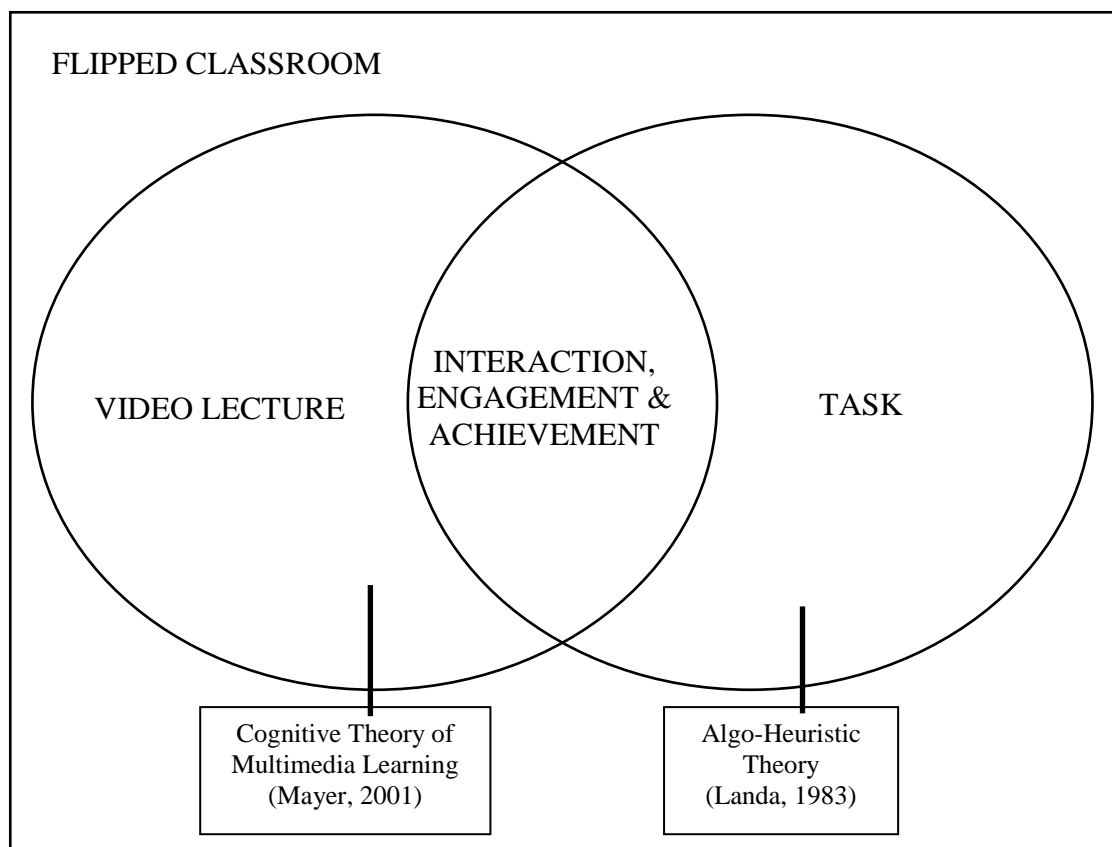 FLIPPED CLASSROOM
VIDEO LECTURE
INTERACTION,
ENGAGEMENT &
ACHIEVEMENT
TASK
Cognitive Theory of
Multimedia Learning
(Mayer, 2001)
Algo-Heuristic
Theory
(Landa, 1983)